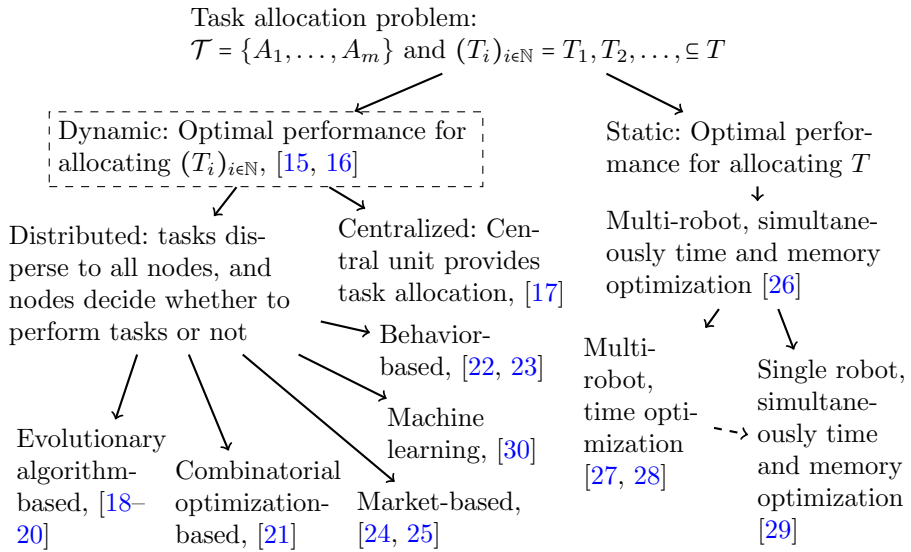 Task allocation problem:
𝒯 = {A₁, . . . , Aₘ} and (Tᵢ)ᵢ∈ℕ = T₁, T₂, . . . , ⊆ T
Dynamic: Optimal performance for
allocating (Tᵢ)ᵢ∈ℕ, [15, 16]
Static: Optimal perfor-
mance for allocating T
Distributed: tasks dis-
perse to all nodes, and
nodes decide whether to
perform tasks or not
Centralized: Cen-
tral unit provides
task allocation, [17]
Multi-robot, simultane-
ously time and memory
optimization [26]
Behavior-
based, [22, 23]
Multi-
robot,
time opti-
mization
[27, 28]
Single robot,
simultane-
ously time
and memory
optimization
[29]
Evolutionary
algorithm-
based, [18–
20]
Combinatorial
optimization-
based, [21]
Machine
learning, [30]
Market-based,
[24, 25]